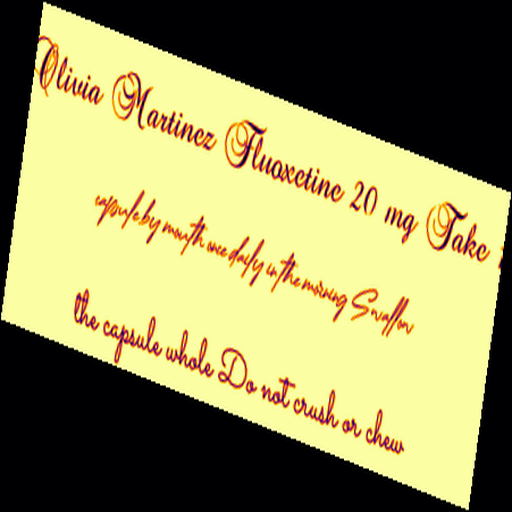 Olivia Martinez Fluoxetine 20 mg Take
capsule by mouth once daily in the morning Swallow
the capsule whole Do not crush or chew